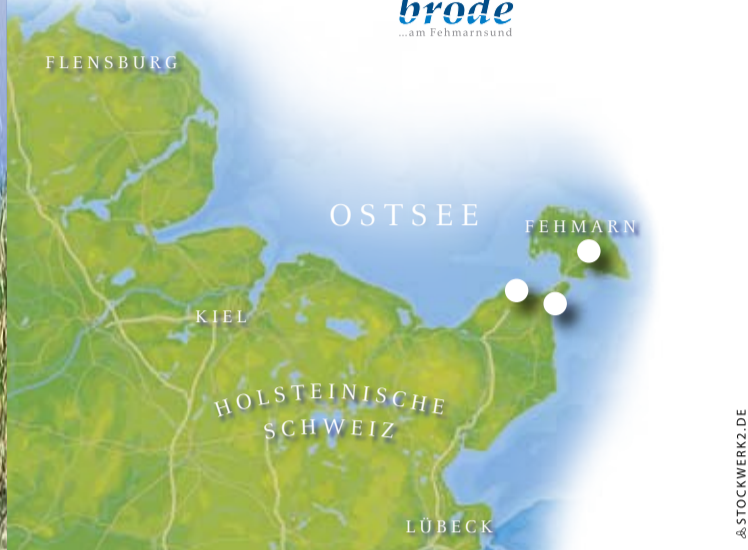 brode
...am Fehmarnsund
FLENSBURG
OSTSEE
FEHMARN
KIEL
HOLSTEINISCHE
SCHWEIZ
LÜBECK
STOCKWERK2.DE